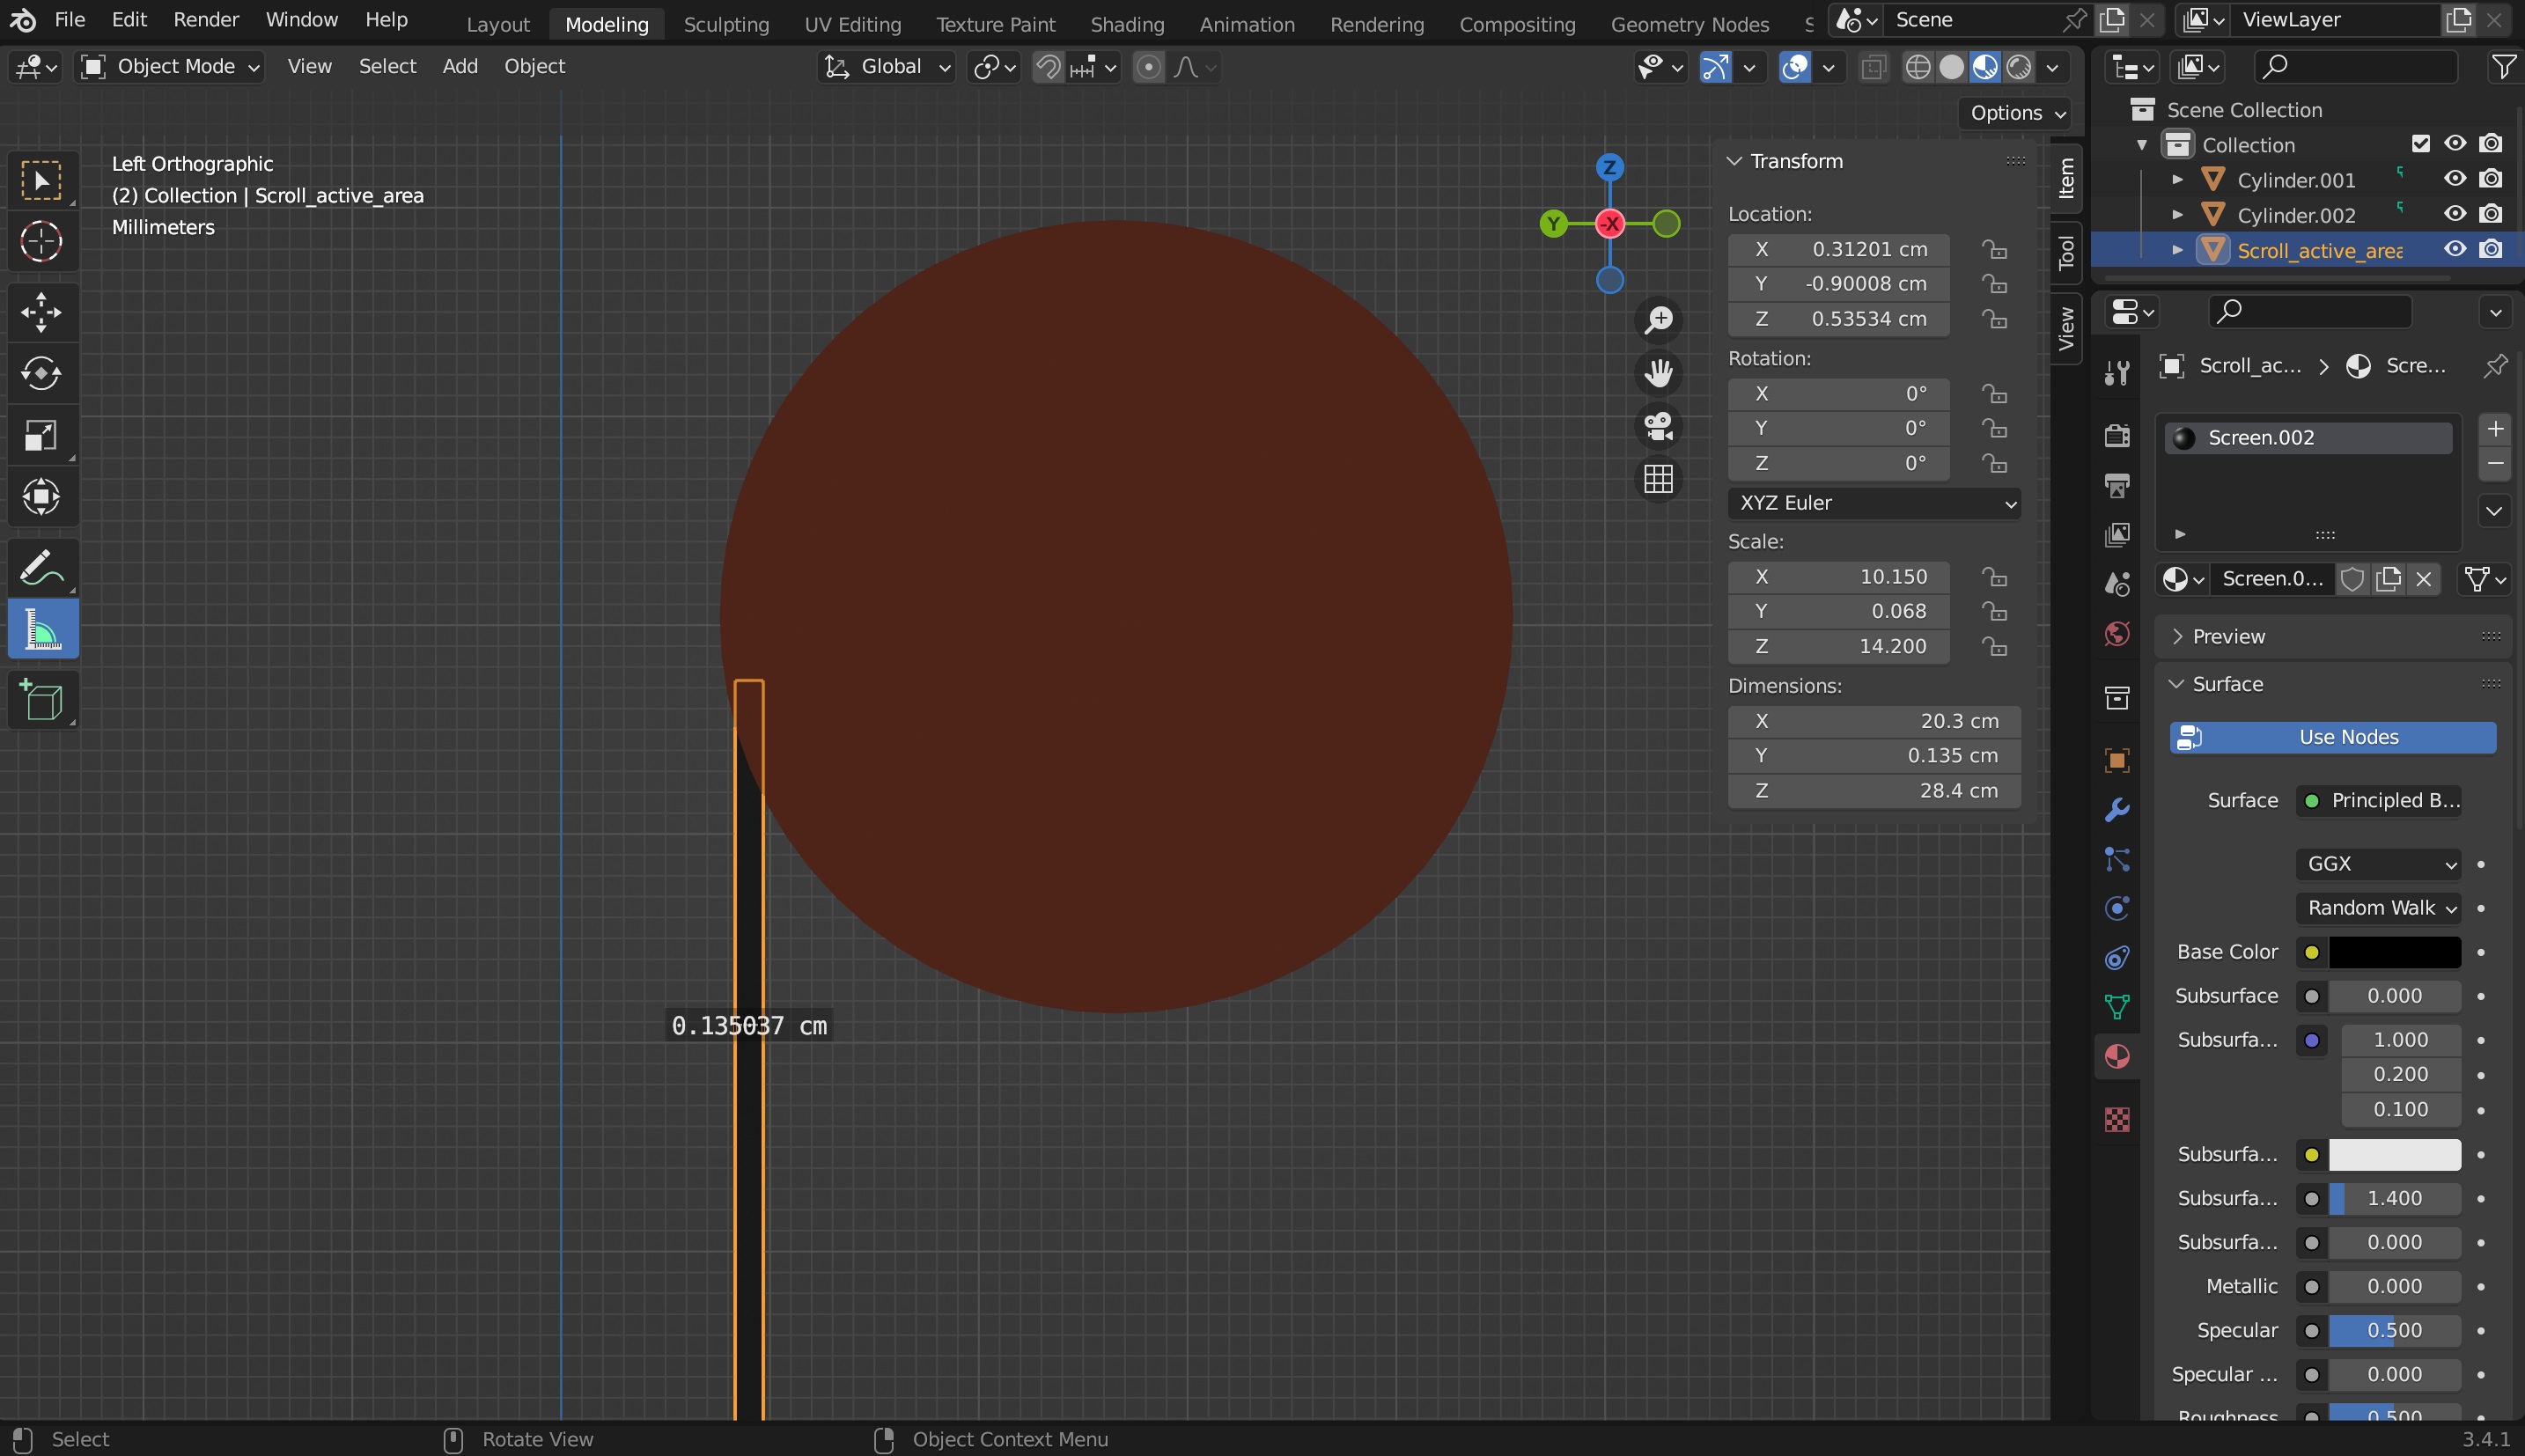 File Edit Render Window Help
Layout Modeling Sculpting UV Editing Texture Paint Shading Animation Rendering Compositing Geometry Nodes
Scene
ViewLayer
Object Mode View Select Add Object
Global
Options
Left Orthographic
(2) Collection | Scroll_active_area
Millimeters
Z
Y
-X
Transform
Location:
X 0.31201 cm
Y -0.90008 cm
Z 0.53534 cm
Rotation:
X 0°
Y 0°
Z 0°
XYZ Euler
Scale:
X 10.150
Y 0.068
Z 14.200
Dimensions:
X 20.3 cm
Y 0.135 cm
Z 28.4 cm
Item
Tool
View
0.135037 cm
Scene Collection
Collection
Cylinder.001
Cylinder.002
Scroll_active_area
Scroll_ac... Scre...
Screen.002
Screen.0...
Preview
Surface
Use Nodes
Surface Principled B...
GGX
Random Walk
Base Color
Subsurface 0.000
Subsurfa... 1.000
0.200
0.100
Subsurfa...
Subsurfa... 1.400
Subsurfa... 0.000
Metallic 0.000
Specular 0.500
Specular ... 0.000
Roughness 0.500
Select
Rotate View
Object Context Menu
3.4.1